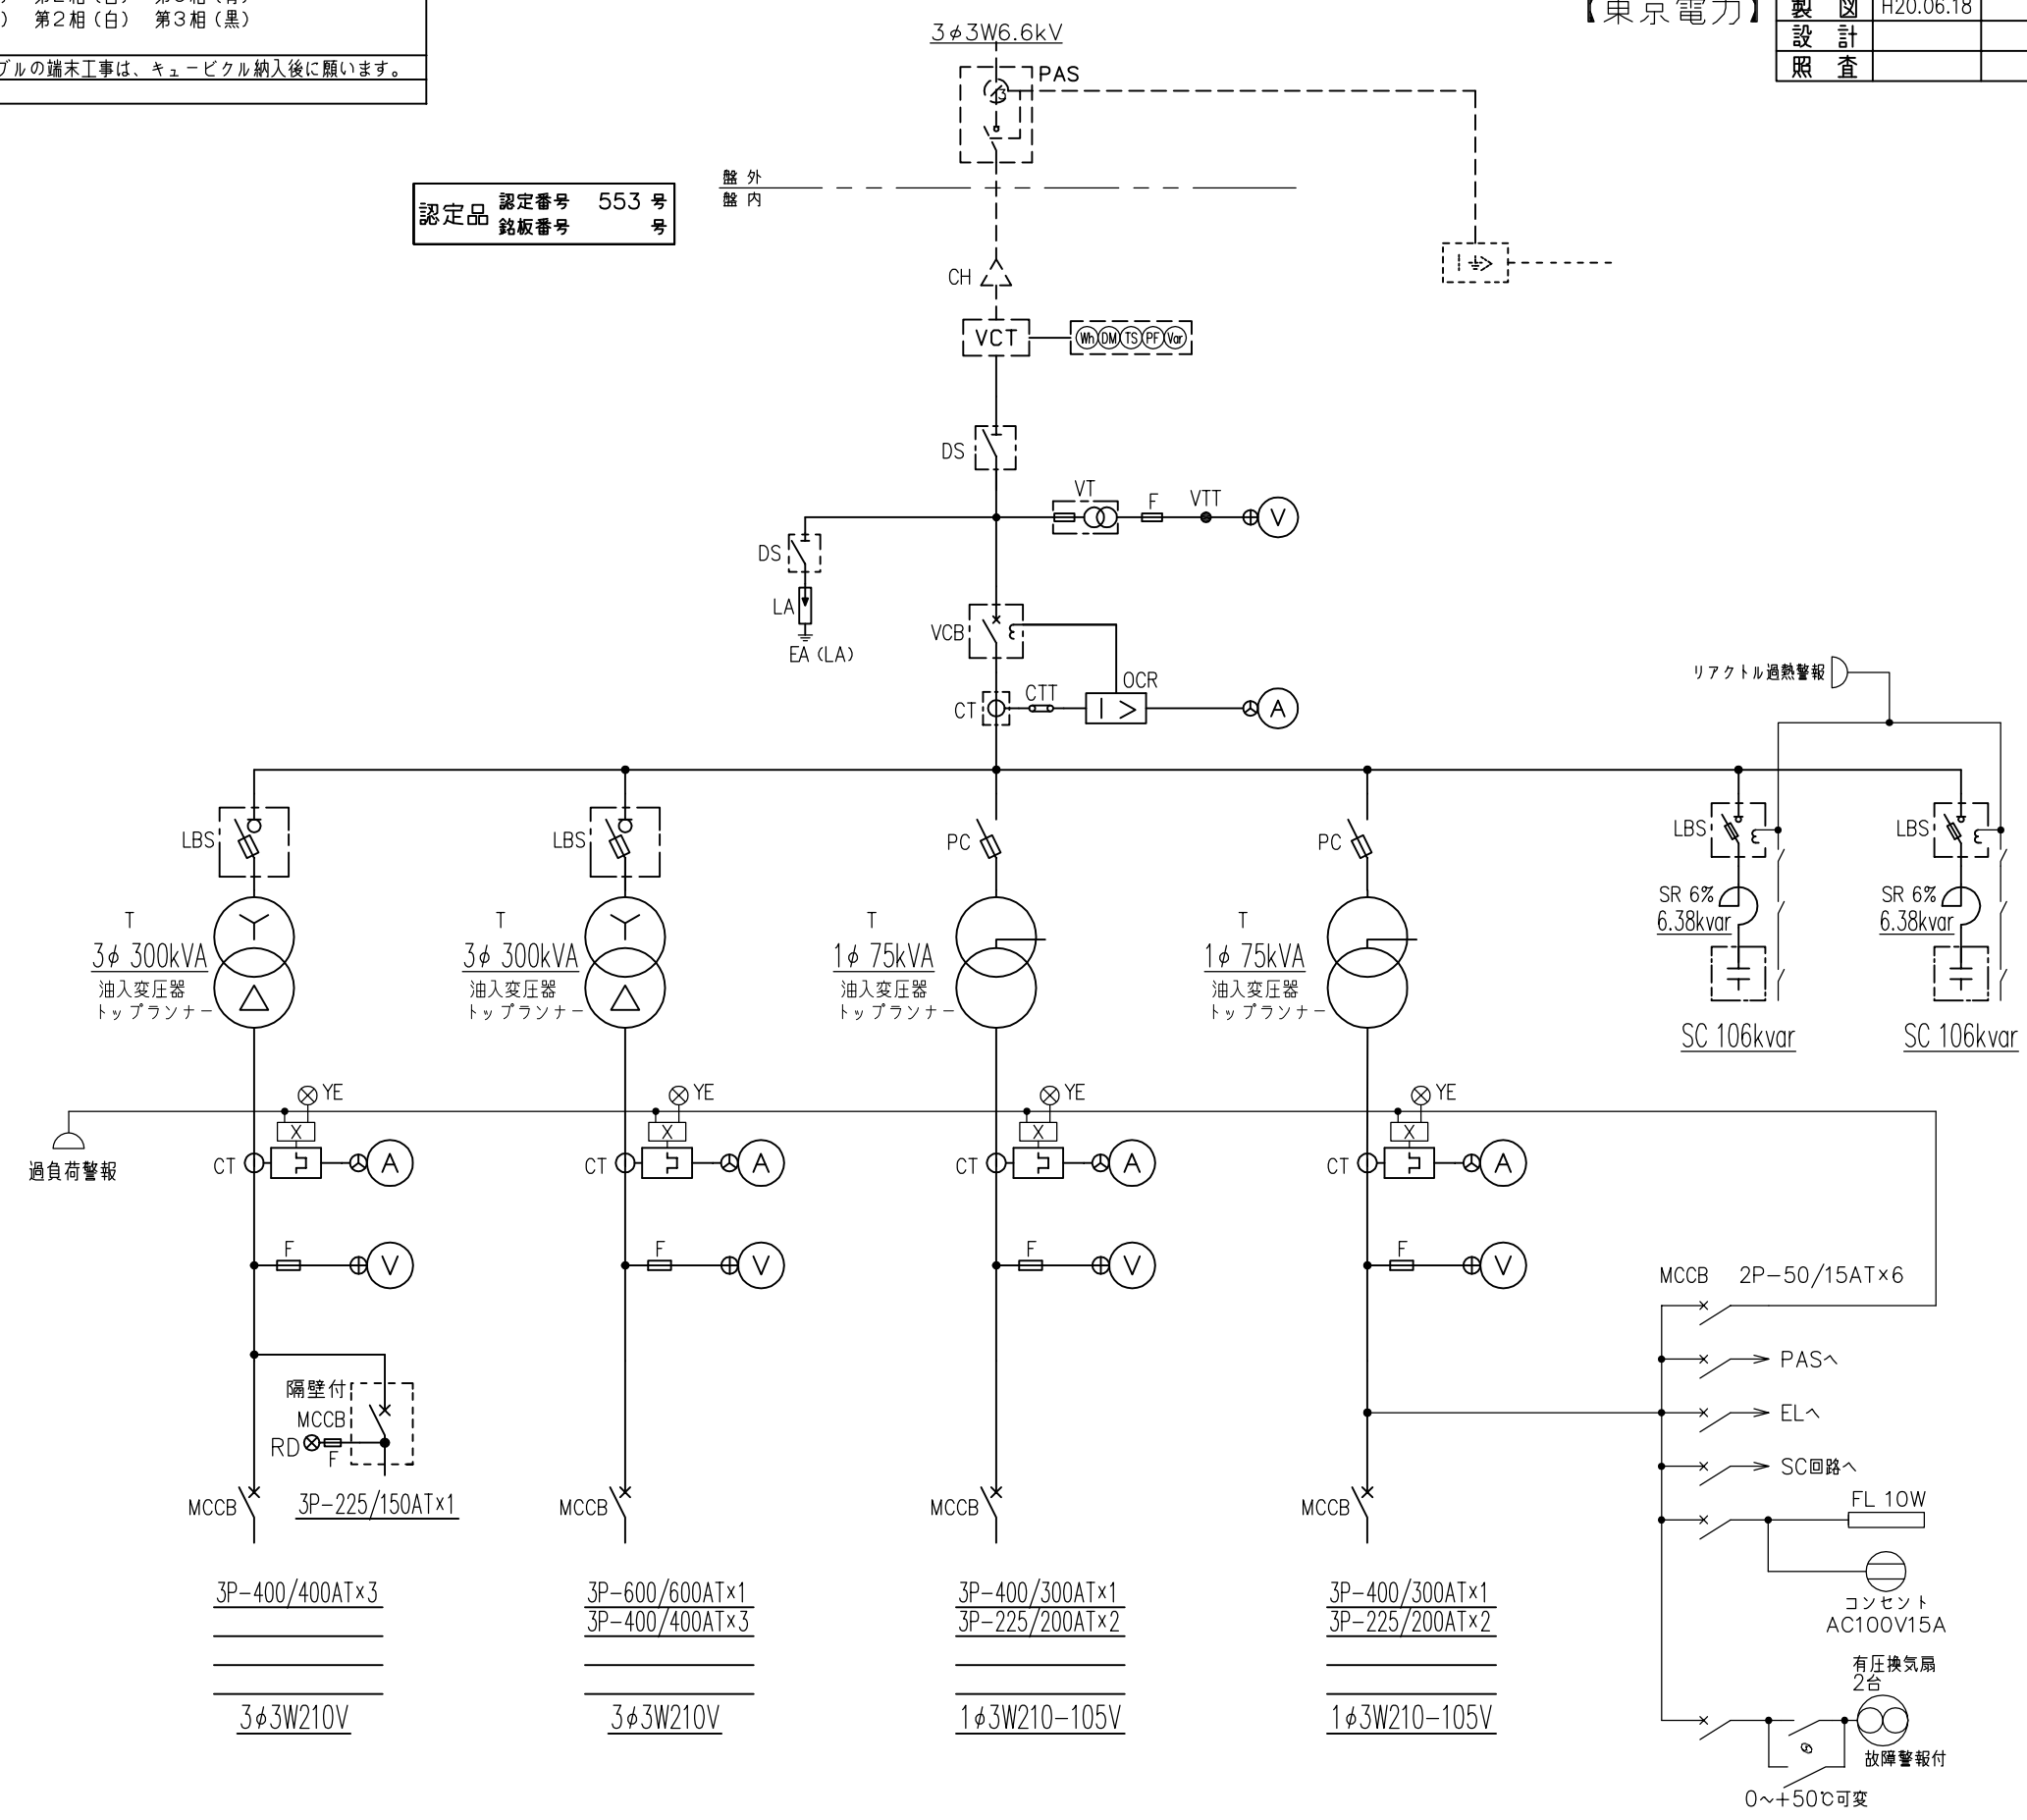 第2相(白) 第3相(黒)
ブルの端末工事は、キュービクル納入後に願います。
【東京電力】
製 図 H20.06.18
設 計
照 査
3φ3W6.6kV
PAS
盤外
盤内
認定品
認定番号 553 号
銘板番号 号
CH
VCT
Wh DM TS PF Var
DS
VT F VTT V
DS
LA
EA (LA)
VCB
CT CTT OCR I > A
リアクトル過熱警報
LBS LBS PC PC LBS LBS
SR 6% SR 6%
6.38kvar 6.38kvar
T T T T
3φ 300kVA 3φ 300kVA 1φ 75kVA 1φ 75kVA
油入変圧器 油入変圧器 油入変圧器 油入変圧器
トップランナー トップランナー トップランナー トップランナー
SC 106kvar SC 106kvar
YE YE YE YE
X X X X
過負荷警報
CT A CT A CT A CT A
F V F V F V F V
MCCB 2P-50/15AT×6
PASへ
ELへ
SC回路へ
FL 10W
コンセント
AC100V15A
有圧換気扇
2台
故障警報付
0~+50℃可変
隔壁付
MCCB
RD F
3P-225/150AT×1
MCCB MCCB MCCB MCCB
3P-400/400AT×3 3P-600/600AT×1 3P-400/300AT×1 3P-400/300AT×1
3P-400/400AT×3 3P-225/200AT×2 3P-225/200AT×2
3φ3W210V 3φ3W210V 1φ3W210-105V 1φ3W210-105V